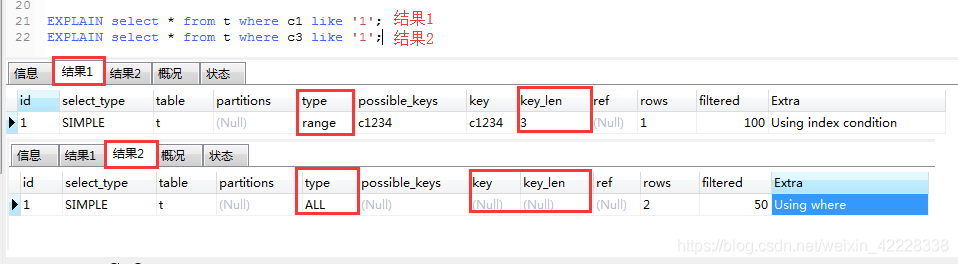 20
21 EXPLAIN select * from t where c1 like '1'; 结果1
22 EXPLAIN select * from t where c3 like '1'; 结果2
信息 结果1 结果2 概况 状态
id select_type table partitions type possible_keys key key_len ref rows filtered Extra
1 SIMPLE t (Null) range c1234 c1234 3 (Null) 1 100 Using index condition
信息 结果1 结果2 概况 状态
id select_type table partitions type possible_keys key key_len ref rows filtered Extra
1 SIMPLE t (Null) ALL (Null) (Null) (Null) (Null) 2 50 Using where
https://blog.csdn.net/weixin_42228338